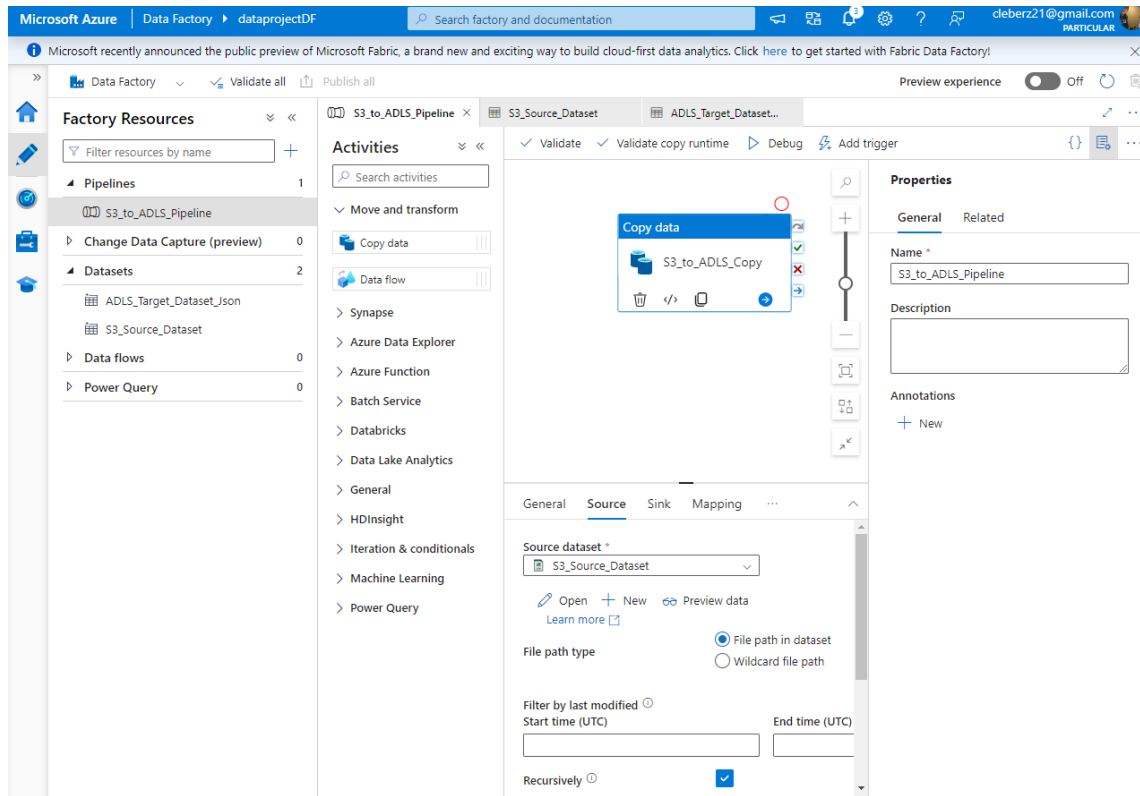 Microsoft Azure Data Factory dataprojectDF Search factory and documentation 3 cleberz21@gmail.com
PARTICULAR
Microsoft recently announced the public preview of Microsoft Fabric, a brand new and exciting way to build cloud-first data analytics. Click here to get started with Fabric Data Factory!
Data Factory Validate all Publish all Preview experience Off
Factory Resources
Filter resources by name
Pipelines 1
S3_to_ADLS_Pipeline
Change Data Capture (preview) 0
Datasets 2
ADLS_Target_Dataset_Json
S3_Source_Dataset
Data flows 0
Power Query 0
S3_to_ADLS_Pipeline S3_Source_Dataset ADLS_Target_Dataset...
Activities
Search activities
Move and transform
Copy data
Data flow
Synapse
Azure Data Explorer
Azure Function
Batch Service
Databricks
Data Lake Analytics
General
HDInsight
Iteration & conditionals
Machine Learning
Power Query
Validate Validate copy runtime Debug Add trigger
Copy data
S3_to_ADLS_Copy
General Source Sink Mapping ...
Source dataset *
S3_Source_Dataset
Open New Preview data
Learn more
File path type
File path in dataset
Wildcard file path
Filter by last modified
Start time (UTC) End time (UTC)
Recursively
Properties
General Related
Name *
S3_to_ADLS_Pipeline
Description
Annotations
New